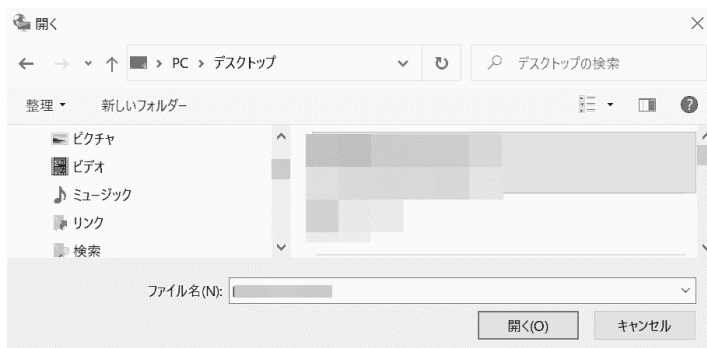 開く
PC > デスクトップ
デスクトップの検索
整理
新しいフォルダー
ピクチャ
ビデオ
ミュージック
リンク
検索
ファイル名(N):
開く(O)
キャンセル